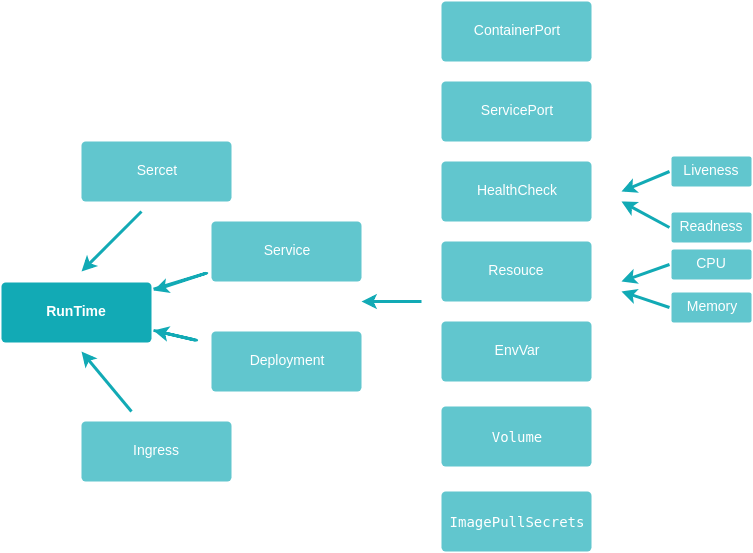 ContainerPort
ServicePort
Sercet
HealthCheck
Liveness
Readness
Service
Resouce
CPU
Memory
RunTime
EnvVar
Deployment
Ingress
Volume
ImagePullSecrets